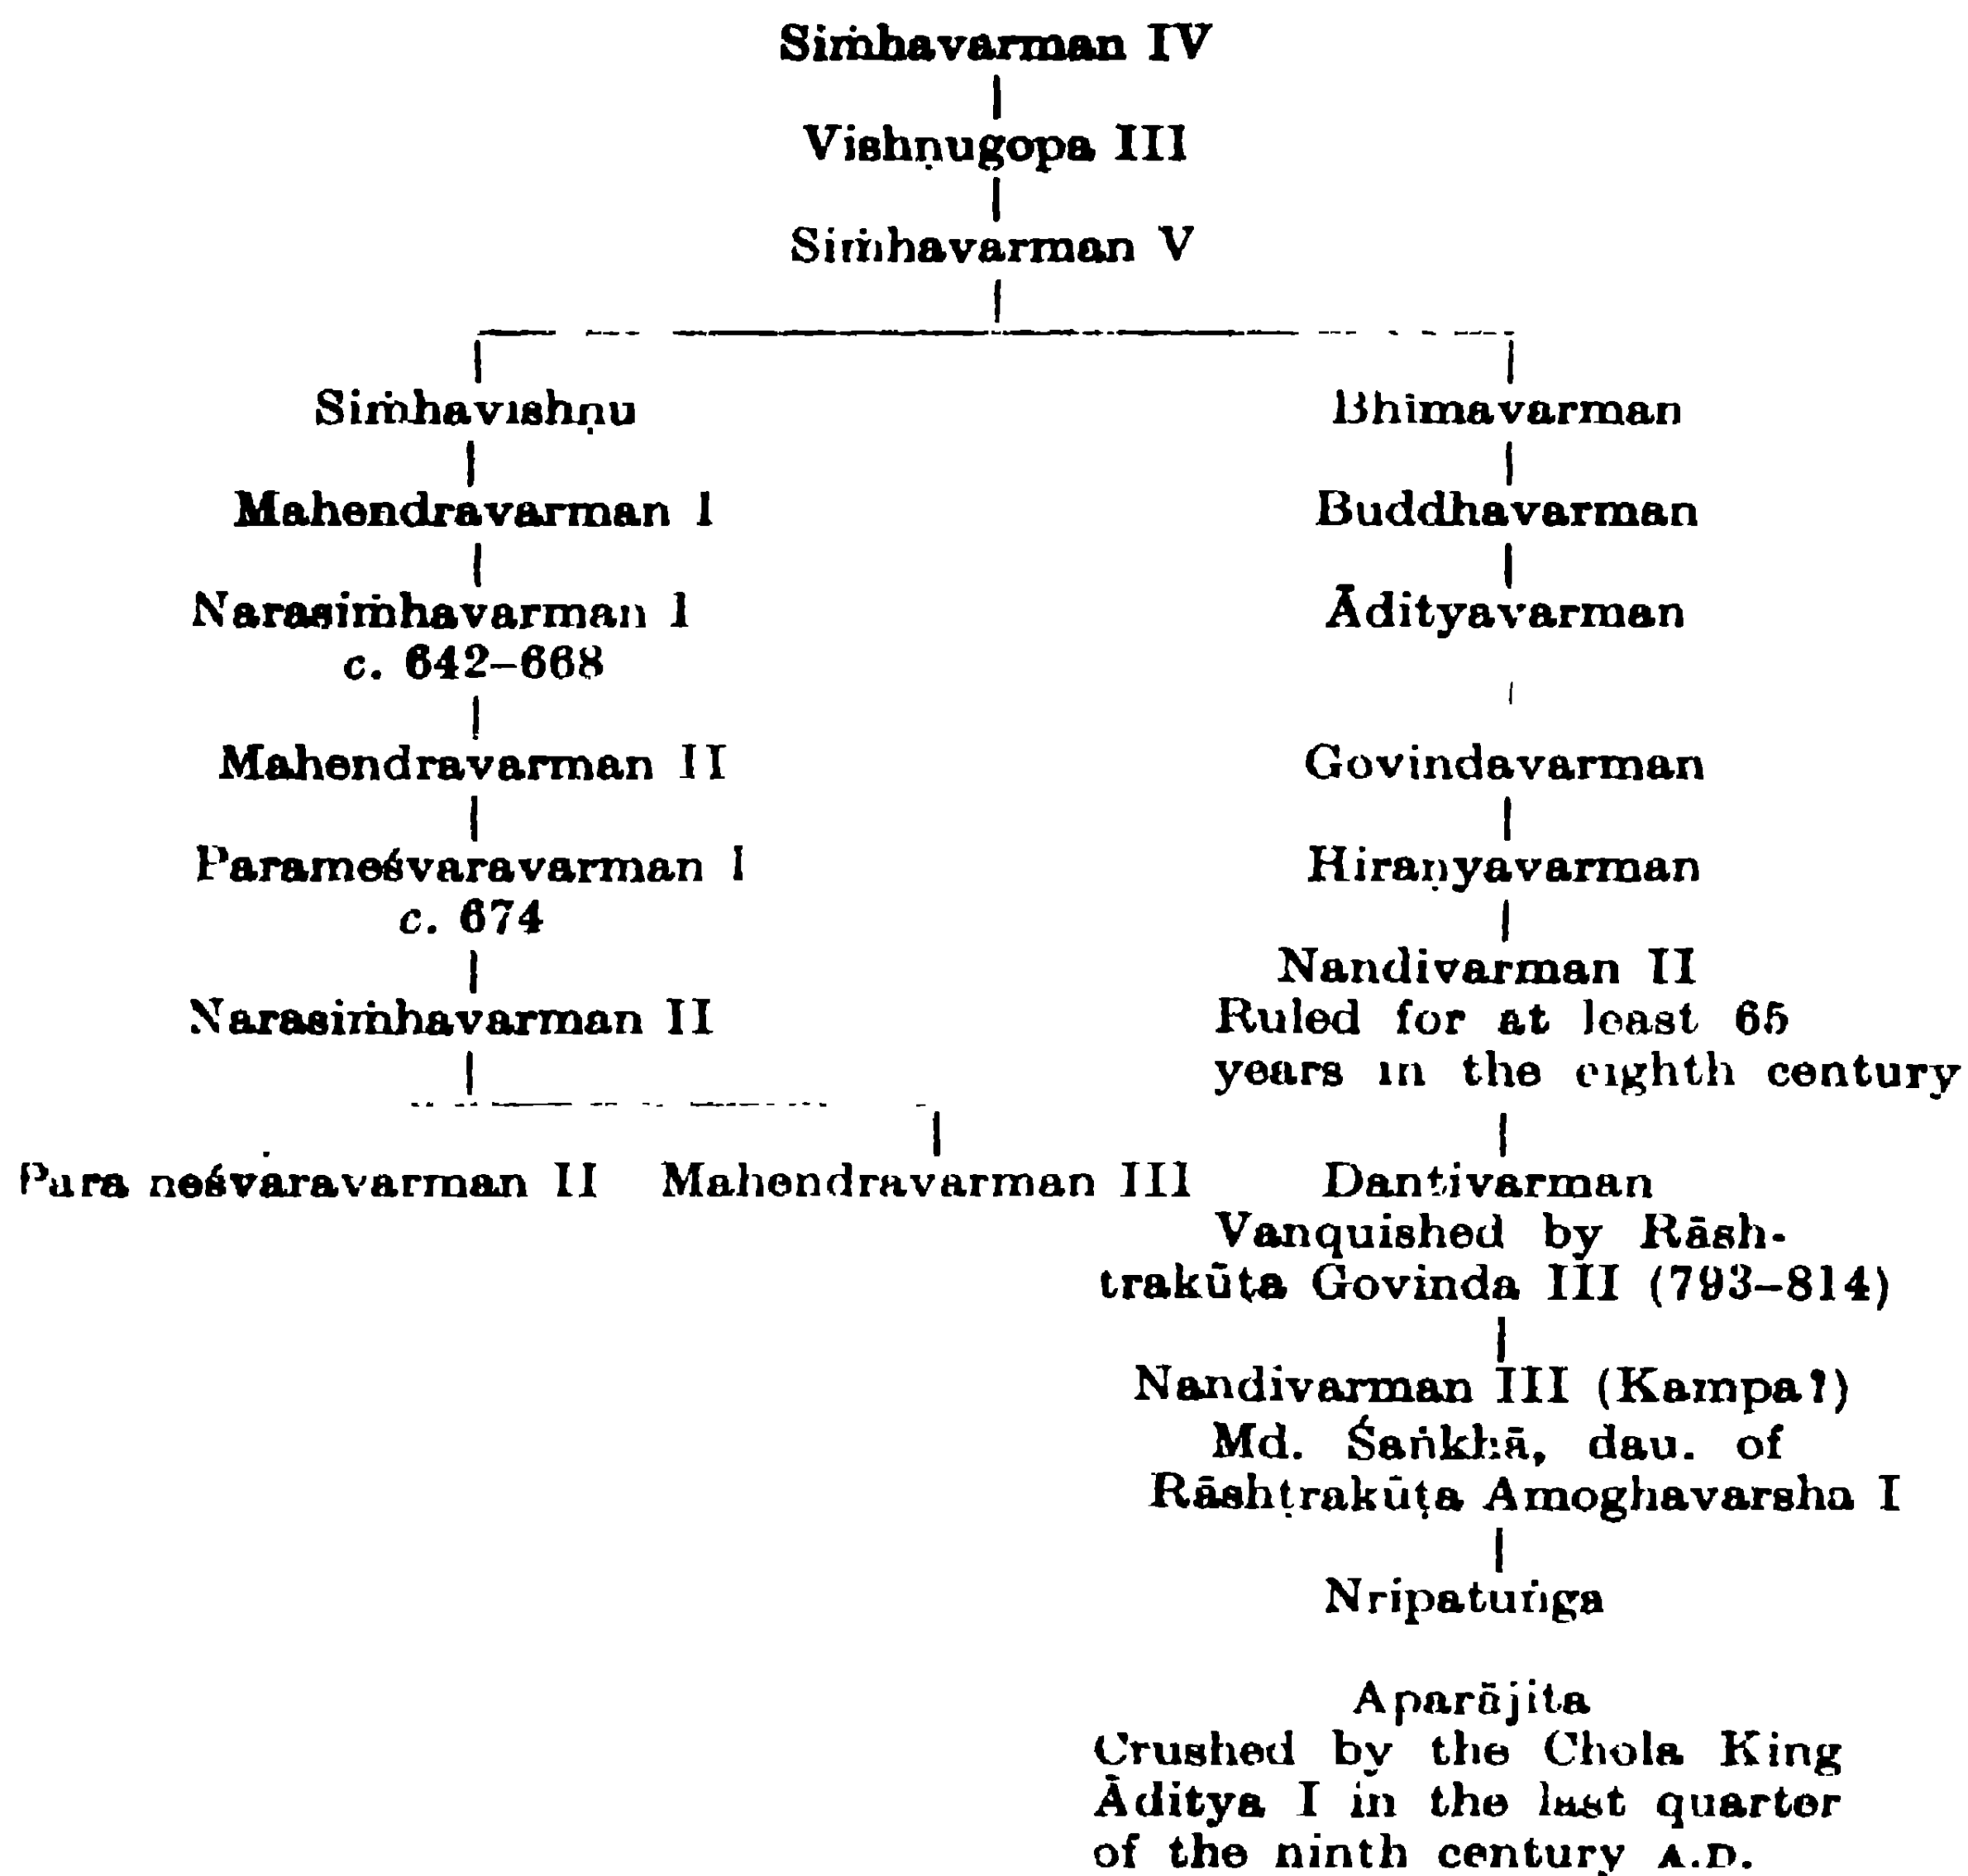 Siṁhavarman IV
Vishṇugopa III
Siṁhavarman V
Siṁhavishṇu
Bhimavarman
Mahendravarman I
Buddhavarman
Narasiṁhavarman I
c. 642–668
Ādityavarman
Mahendravarman II
Govindavarman
Parameśvaravarman I
c. 674
Hiraṇyavarman
Narasiṁhavarman II
Nandivarman II
Ruled for at least 65
years in the eighth century
Parameśvaravarman II
Mahendravarman III
Dantivarman
Vanquished by Rāsh-
trakūṭa Govinda III (793–814)
Nandivarman III (Kampa?)
Md. Śaṅkhā, dau. of
Rāshṭrakūṭa Amoghavarsha I
Nripatuṅga
Aparājita
Crushed by the Chola King
Āditya I in the last quarter
of the ninth century A.D.